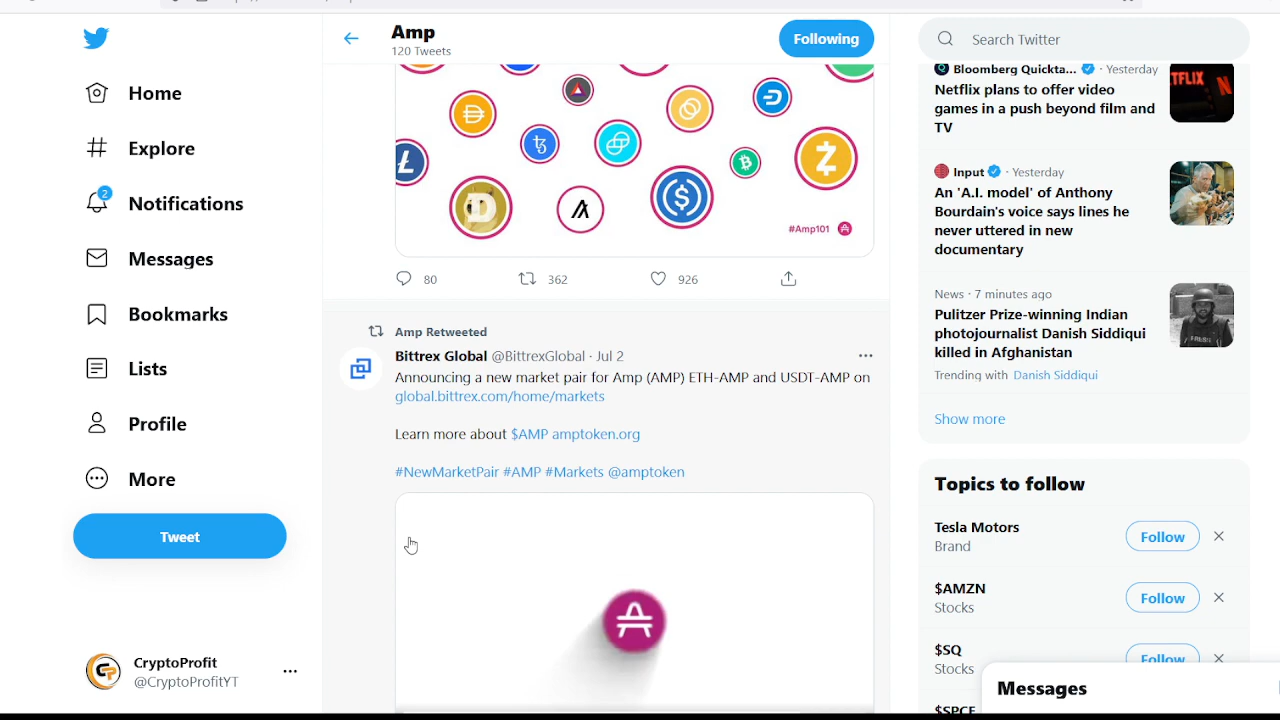 Home
Explore
2
Notifications
Messages
Bookmarks
Lists
Profile
More
Tweet
CryptoProfit
@CryptoProfitYT
Amp
120 Tweets
Following
#Amp101
80
362
926
Amp Retweeted
Bittrex Global @BittrexGlobal · Jul 2
Announcing a new market pair for Amp (AMP) ETH-AMP and USDT-AMP on
global.bittrex.com/home/markets
Learn more about $AMP amptoken.org
#NewMarketPair #AMP #Markets @amptoken
Search Twitter
Bloomberg Quickta... · Yesterday
Netflix plans to offer video
games in a push beyond film and
TV
TFLIX
N
Input · Yesterday
An 'A.I. model' of Anthony
Bourdain's voice says lines he
never uttered in new
documentary
News · 7 minutes ago
Pulitzer Prize-winning Indian
photojournalist Danish Siddiqui
killed in Afghanistan
Trending with Danish Siddiqui
Show more
Topics to follow
Tesla Motors
Brand
Follow
$AMZN
Stocks
Follow
$SQ
Stocks
Follow
$SPCE
Messages